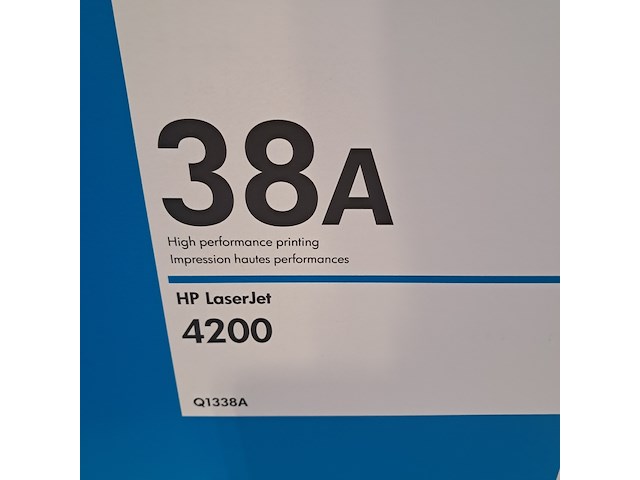 38A
High performance printing
Impression hautes performances
HP LaserJet
4200
Q1338A